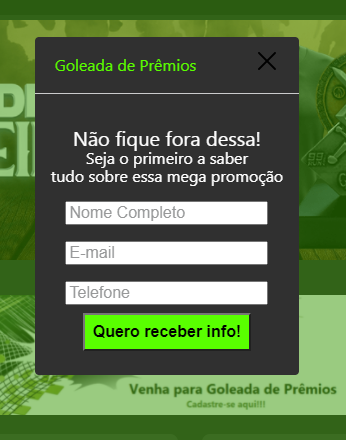 Goleada de Prêmios
Não fique fora dessa!
Seja o primeiro a saber
tudo sobre essa mega promoção
Nome Completo
E-mail
Telefone
Quero receber info!
Venha para Goleada de Prêmios
Cadastre-se aqui!!!